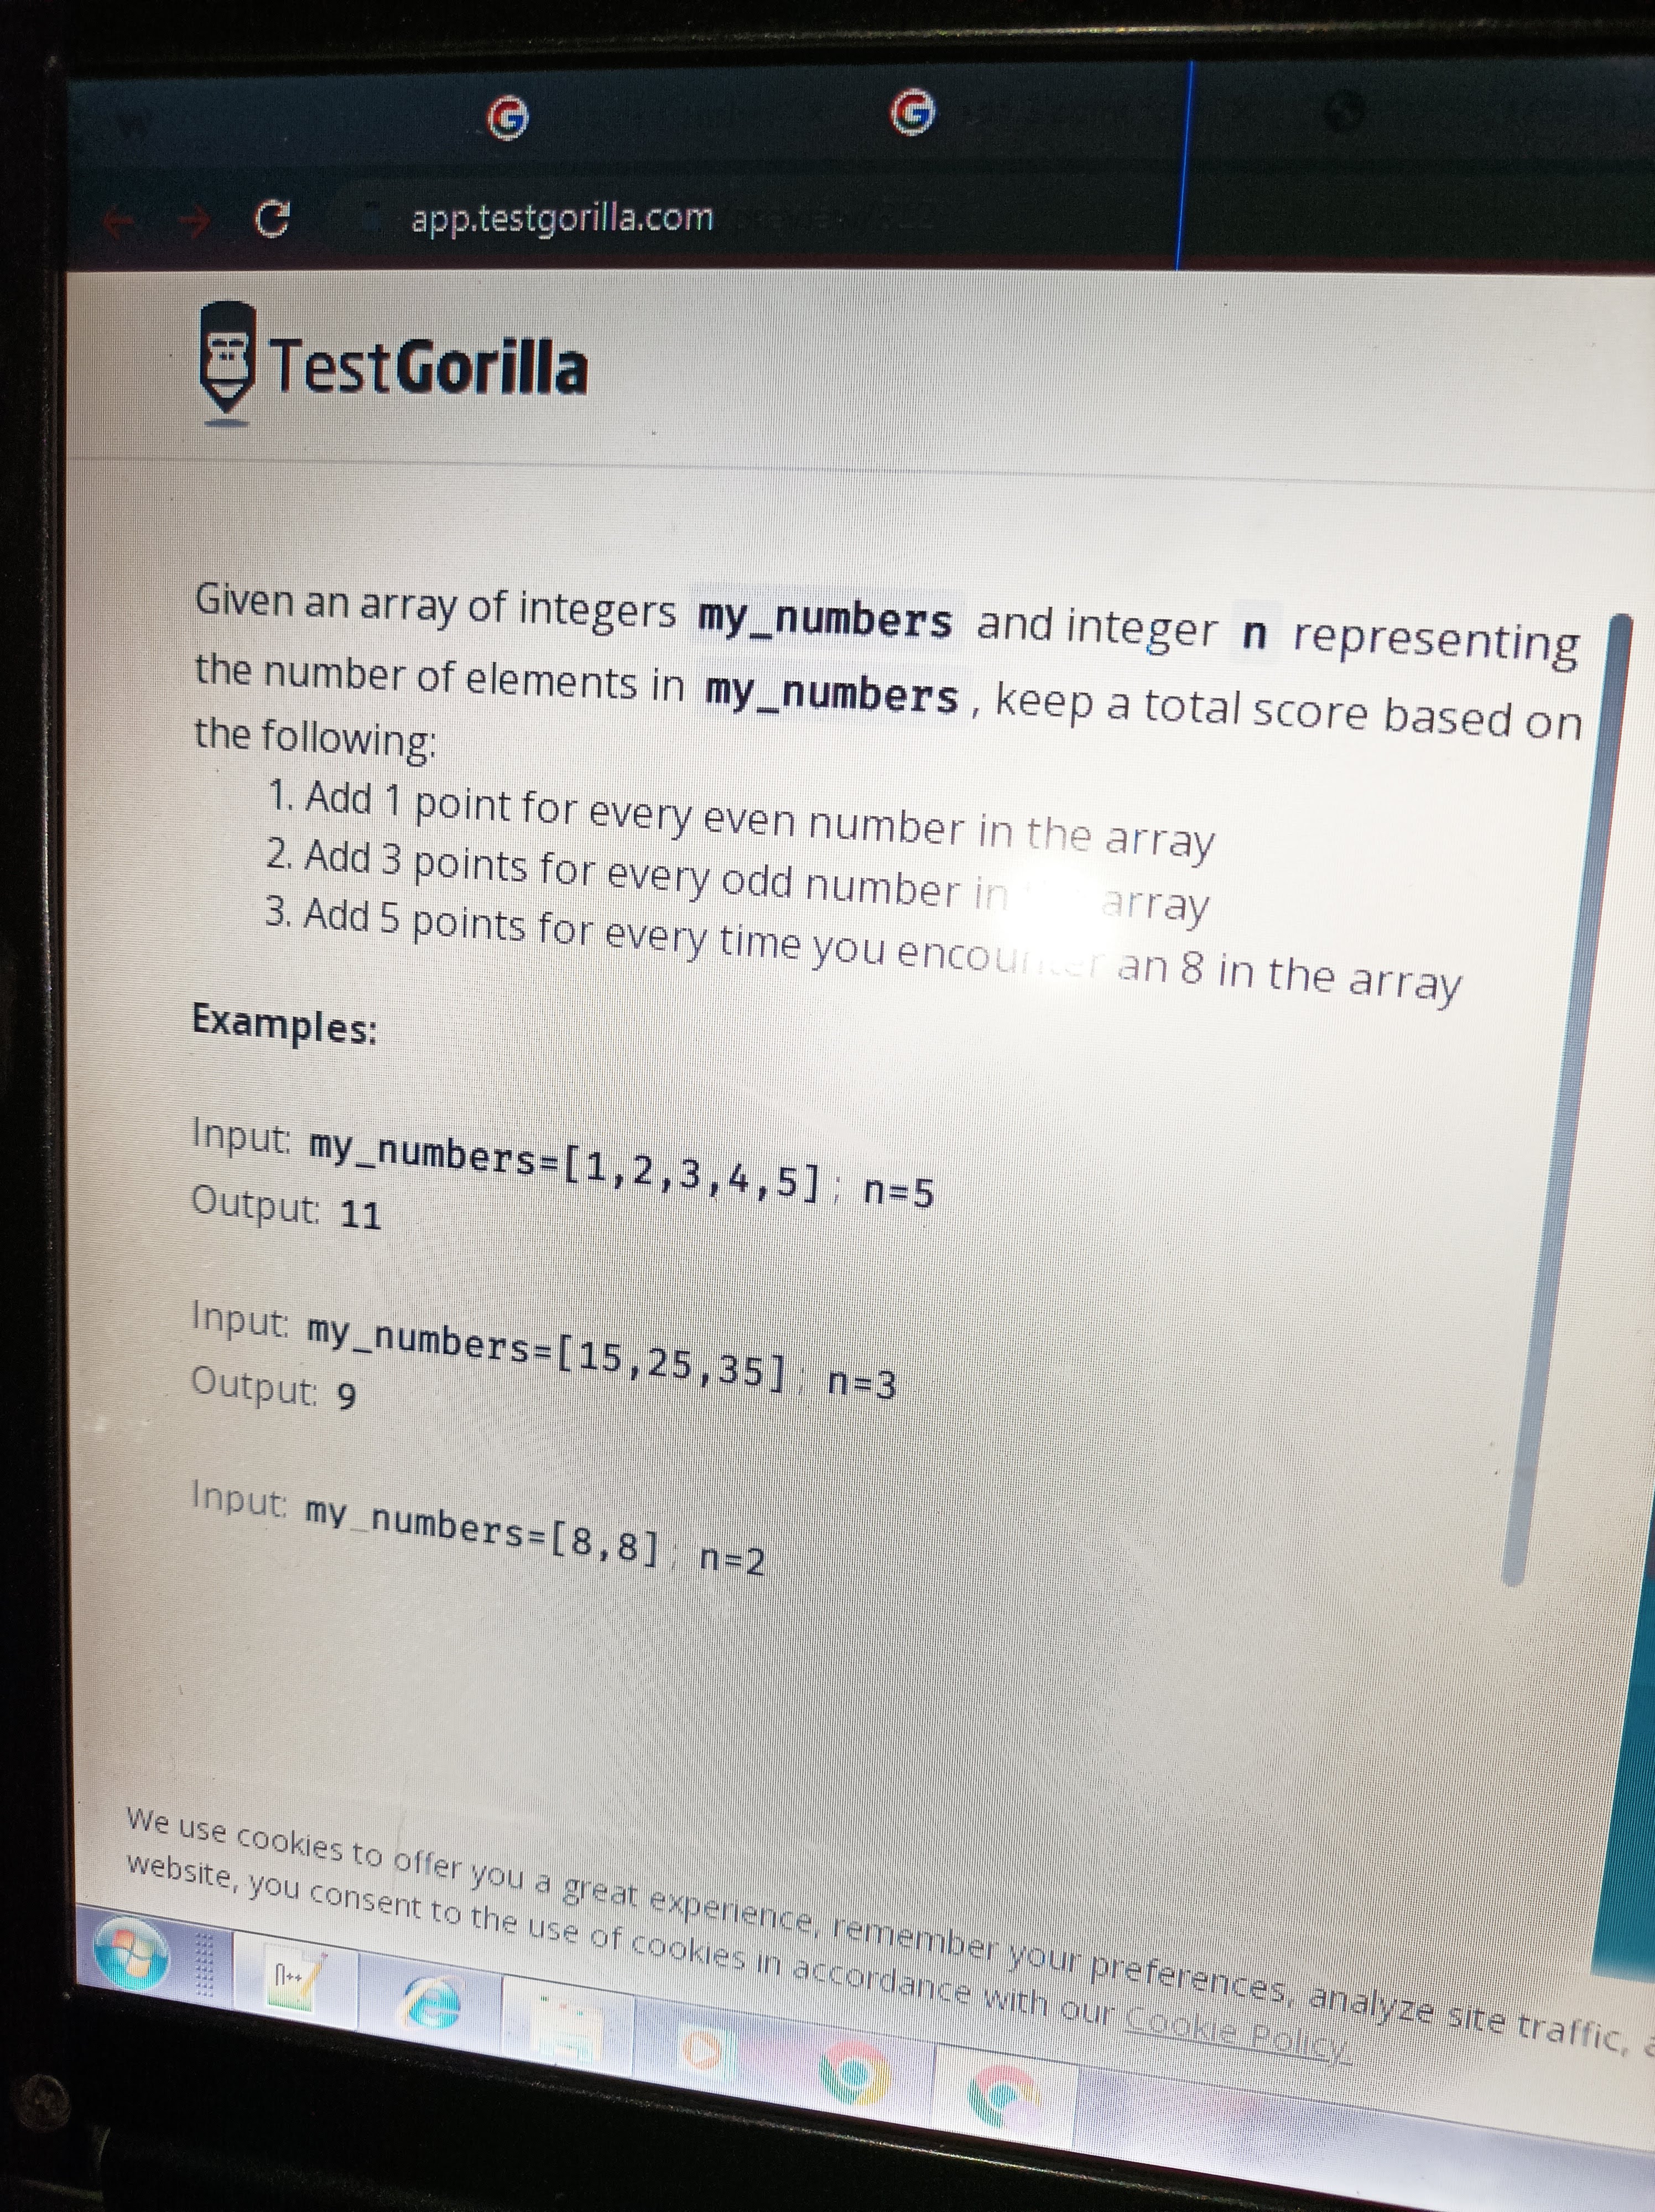 app.testgorilla.com
TestGorilla
Given an array of integers my_numbers and integer n representing
the number of elements in my_numbers, keep a total score based on
the following:
1. Add 1 point for every even number in the array
2. Add 3 points for every odd number in array
3. Add 5 points for every time you encounter an 8 in the array
Examples:
Input: my_numbers=[1,2,3,4,5]; n=5
Output: 11
Input: my_numbers=[15,25,35]; n=3
Output: 9
Input: my_numbers=[8,8]; n=2
We use cookies to offer you a great experience, remember your preferences, analyze site traffic,
website, you consent to the use of cookies in accordance with our Cookie Policy.